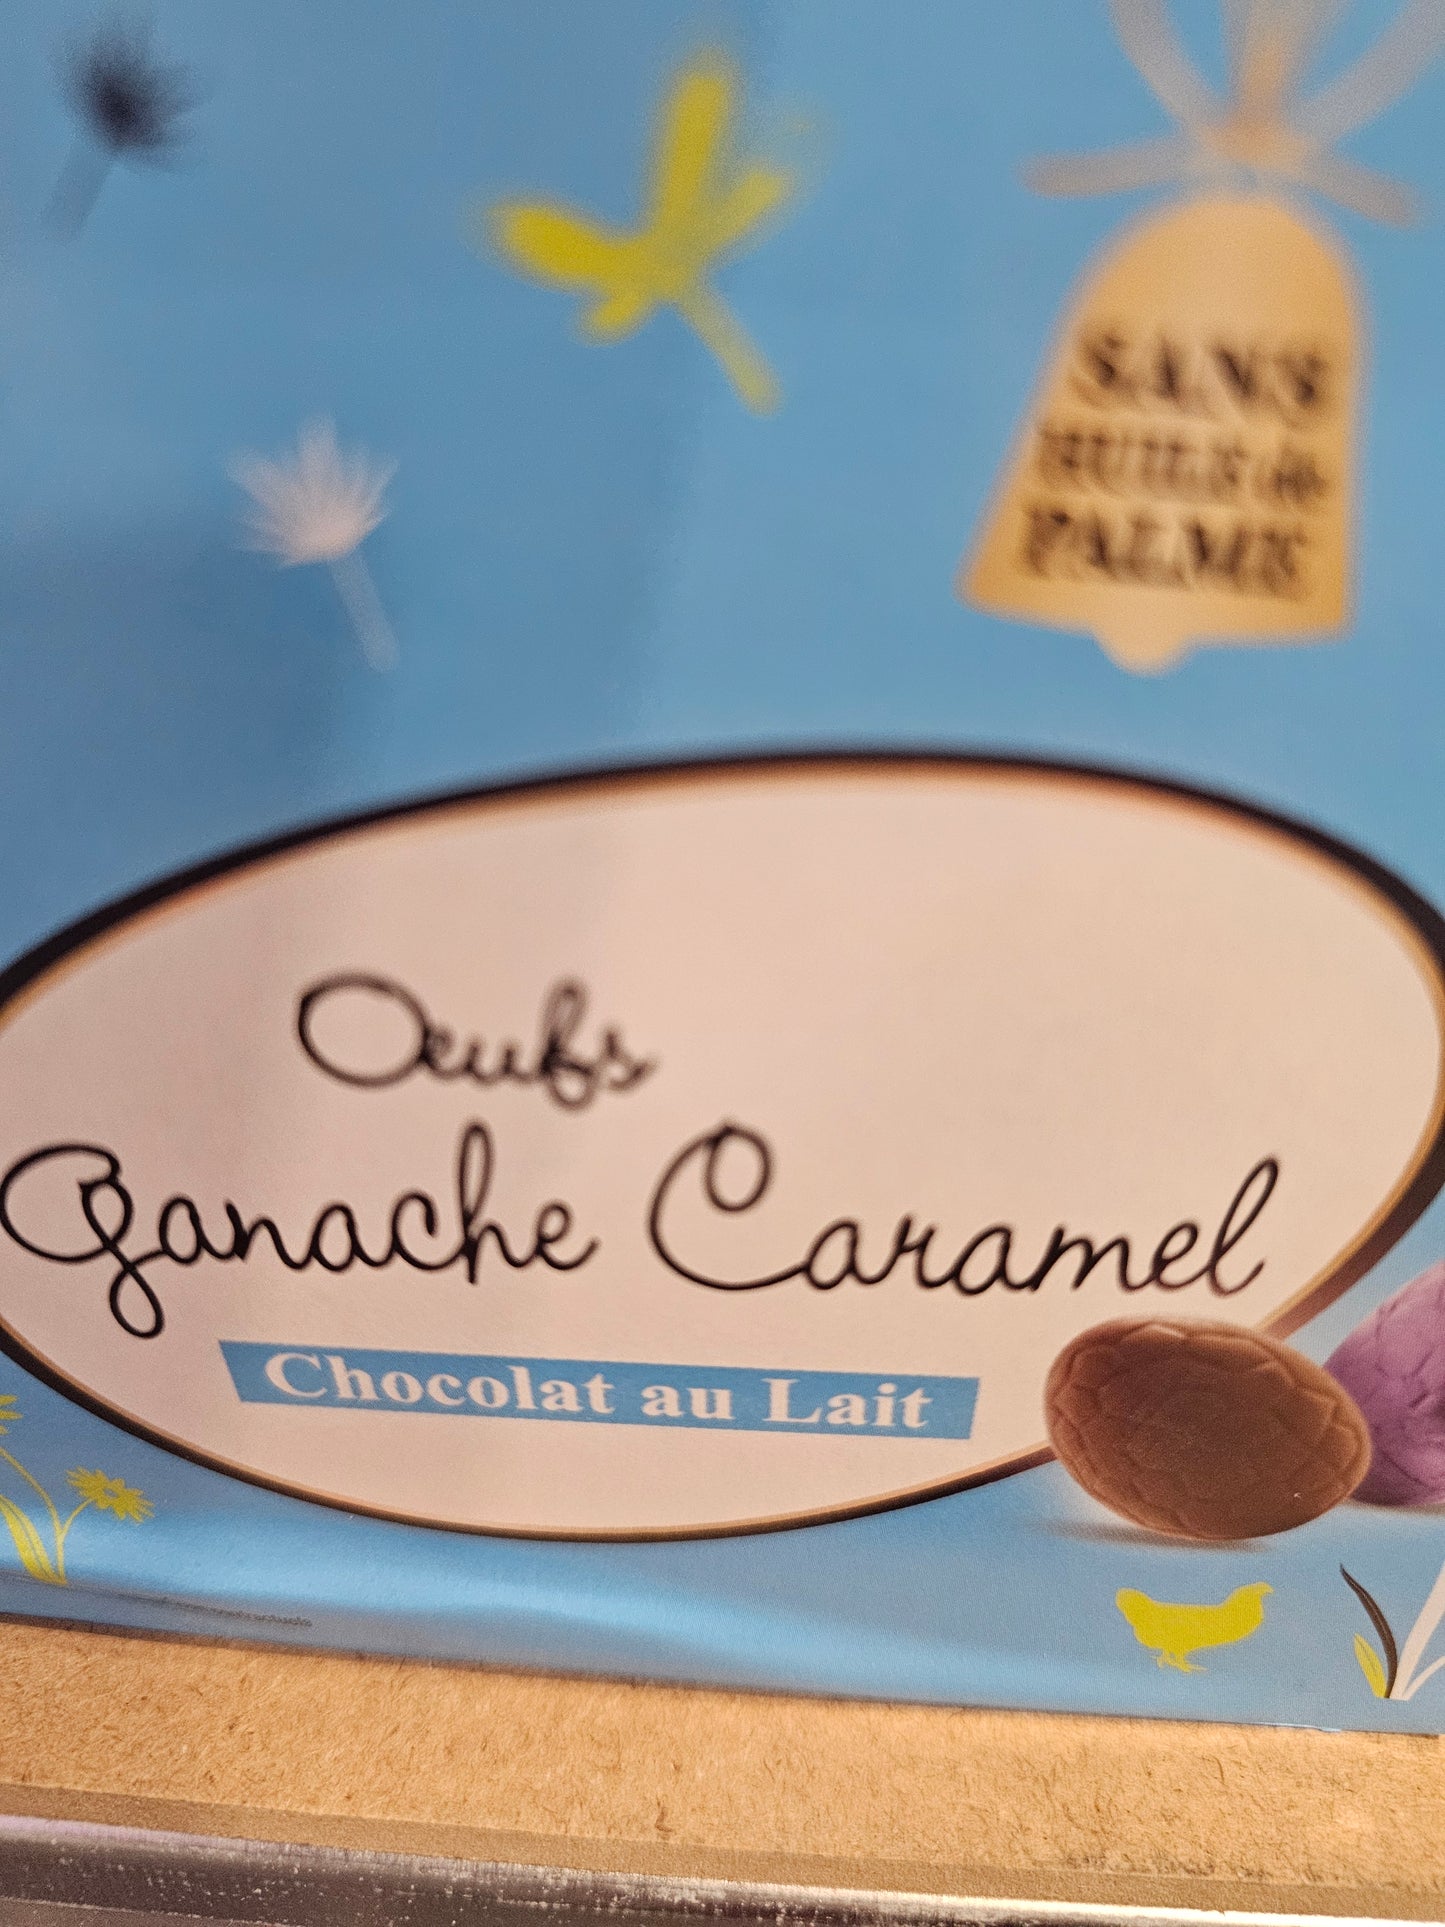 SANS
HUILE de
PALME
Oeufs
Ganache Caramel
Chocolat au Lait